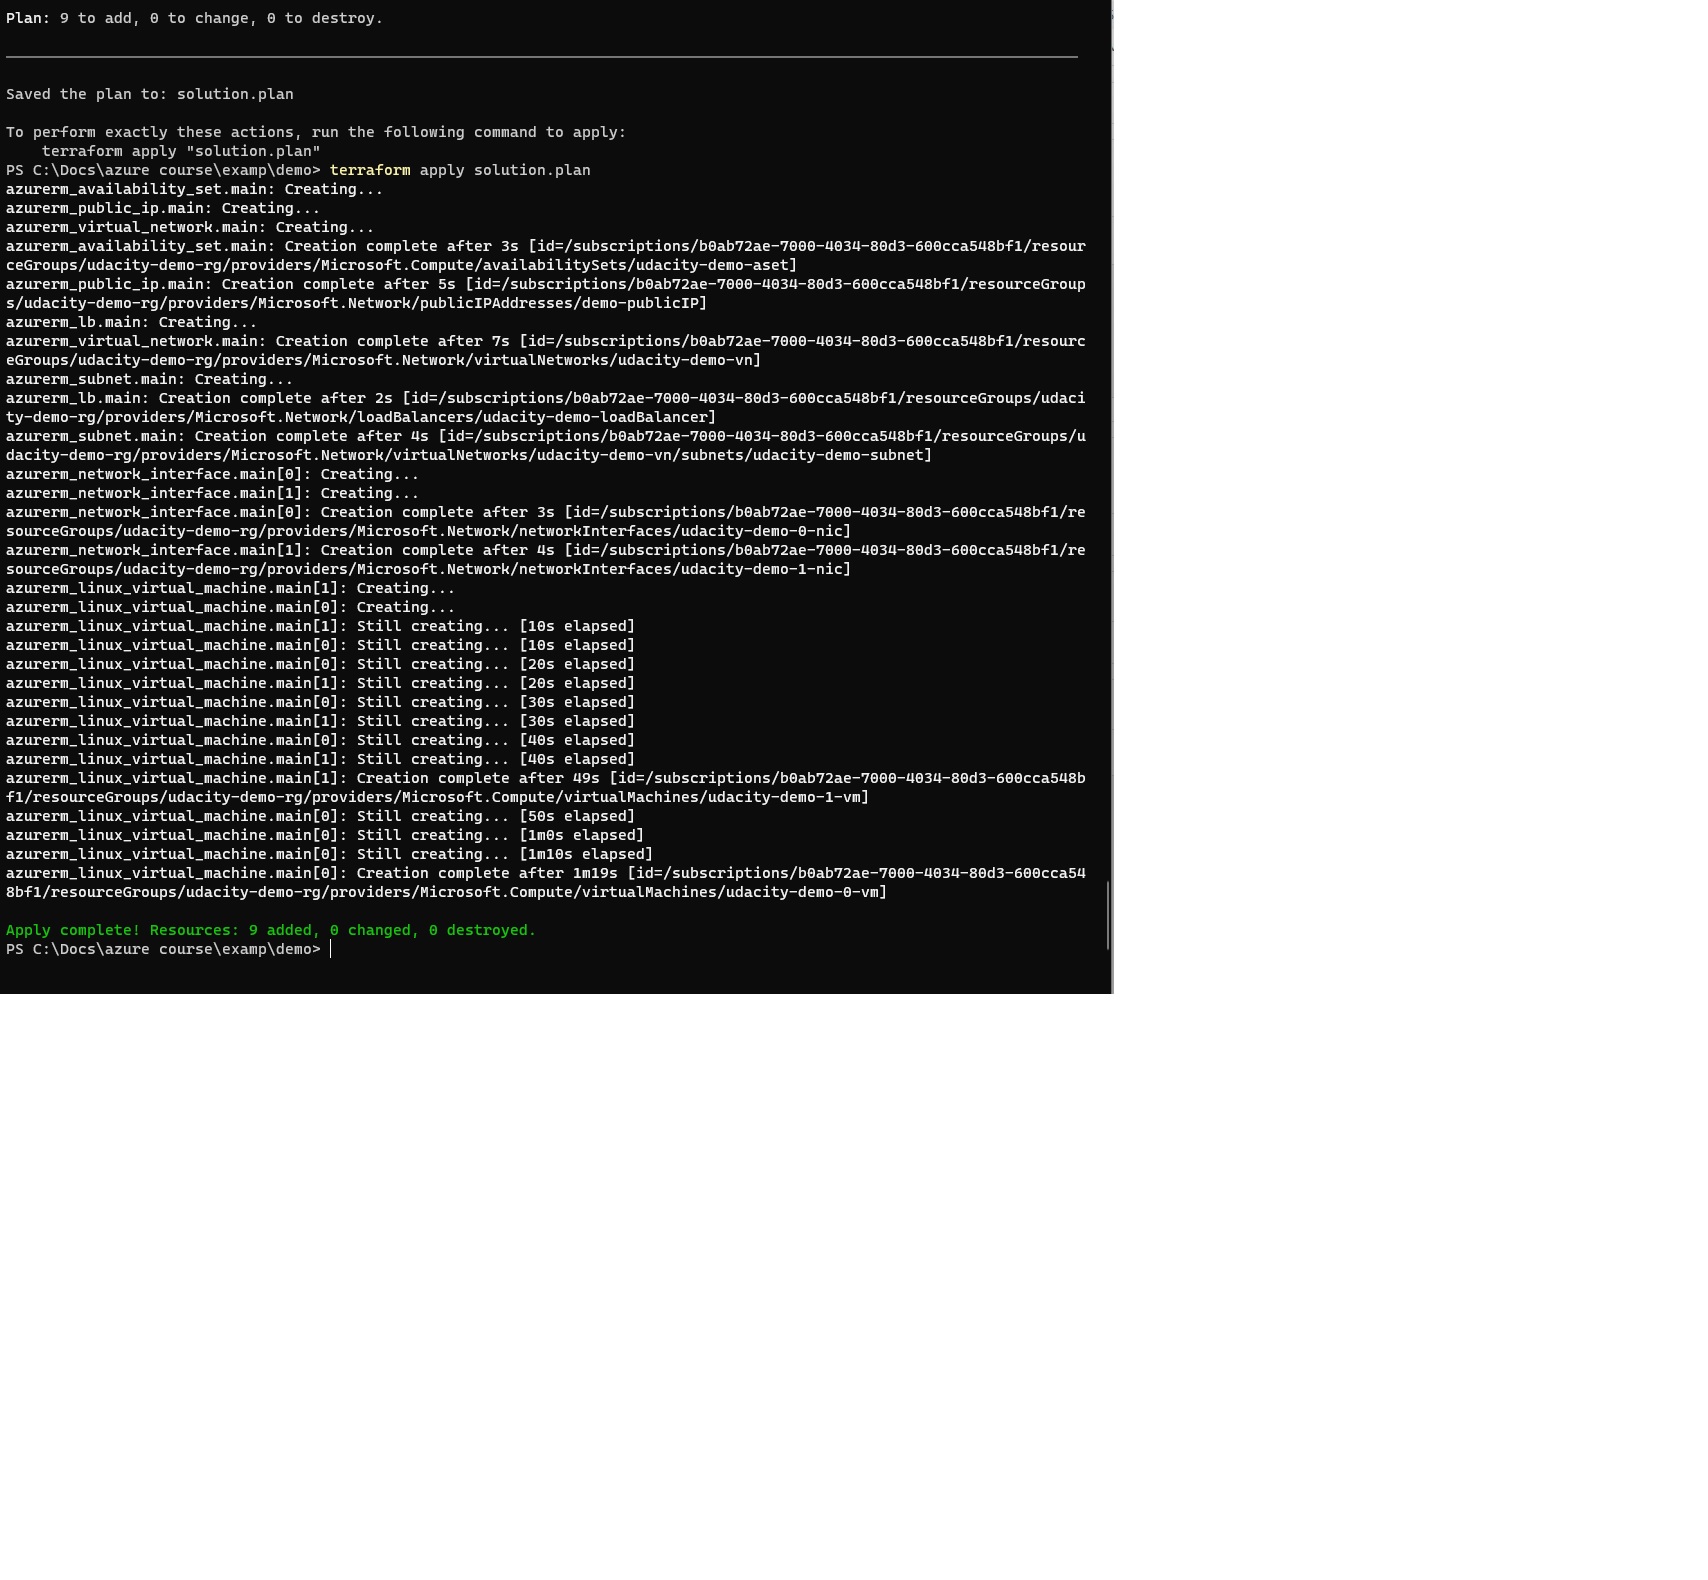 Plan: 9 to add, 0 to change, 0 to destroy.
Saved the plan to: solution.plan
To perform exactly these actions, run the following command to apply:
    terraform apply "solution.plan"
PS C:\Docs\azure course\examp\demo> terraform apply solution.plan
azurerm_availability_set.main: Creating...
azurerm_public_ip.main: Creating...
azurerm_virtual_network.main: Creating...
azurerm_availability_set.main: Creation complete after 3s [id=/subscriptions/b0ab72ae-7000-4034-80d3-600cca548bf1/resour
ceGroups/udacity-demo-rg/providers/Microsoft.Compute/availabilitySets/udacity-demo-aset]
azurerm_public_ip.main: Creation complete after 5s [id=/subscriptions/b0ab72ae-7000-4034-80d3-600cca548bf1/resourceGroup
s/udacity-demo-rg/providers/Microsoft.Network/publicIPAddresses/demo-publicIP]
azurerm_lb.main: Creating...
azurerm_virtual_network.main: Creation complete after 7s [id=/subscriptions/b0ab72ae-7000-4034-80d3-600cca548bf1/resourc
eGroups/udacity-demo-rg/providers/Microsoft.Network/virtualNetworks/udacity-demo-vn]
azurerm_subnet.main: Creating...
azurerm_lb.main: Creation complete after 2s [id=/subscriptions/b0ab72ae-7000-4034-80d3-600cca548bf1/resourceGroups/udaci
ty-demo-rg/providers/Microsoft.Network/loadBalancers/udacity-demo-loadBalancer]
azurerm_subnet.main: Creation complete after 4s [id=/subscriptions/b0ab72ae-7000-4034-80d3-600cca548bf1/resourceGroups/u
dacity-demo-rg/providers/Microsoft.Network/virtualNetworks/udacity-demo-vn/subnets/udacity-demo-subnet]
azurerm_network_interface.main[0]: Creating...
azurerm_network_interface.main[1]: Creating...
azurerm_network_interface.main[0]: Creation complete after 3s [id=/subscriptions/b0ab72ae-7000-4034-80d3-600cca548bf1/re
sourceGroups/udacity-demo-rg/providers/Microsoft.Network/networkInterfaces/udacity-demo-0-nic]
azurerm_network_interface.main[1]: Creation complete after 4s [id=/subscriptions/b0ab72ae-7000-4034-80d3-600cca548bf1/re
sourceGroups/udacity-demo-rg/providers/Microsoft.Network/networkInterfaces/udacity-demo-1-nic]
azurerm_linux_virtual_machine.main[1]: Creating...
azurerm_linux_virtual_machine.main[0]: Creating...
azurerm_linux_virtual_machine.main[1]: Still creating... [10s elapsed]
azurerm_linux_virtual_machine.main[0]: Still creating... [10s elapsed]
azurerm_linux_virtual_machine.main[0]: Still creating... [20s elapsed]
azurerm_linux_virtual_machine.main[1]: Still creating... [20s elapsed]
azurerm_linux_virtual_machine.main[0]: Still creating... [30s elapsed]
azurerm_linux_virtual_machine.main[1]: Still creating... [30s elapsed]
azurerm_linux_virtual_machine.main[0]: Still creating... [40s elapsed]
azurerm_linux_virtual_machine.main[1]: Still creating... [40s elapsed]
azurerm_linux_virtual_machine.main[1]: Creation complete after 49s [id=/subscriptions/b0ab72ae-7000-4034-80d3-600cca548b
f1/resourceGroups/udacity-demo-rg/providers/Microsoft.Compute/virtualMachines/udacity-demo-1-vm]
azurerm_linux_virtual_machine.main[0]: Still creating... [50s elapsed]
azurerm_linux_virtual_machine.main[0]: Still creating... [1m0s elapsed]
azurerm_linux_virtual_machine.main[0]: Still creating... [1m10s elapsed]
azurerm_linux_virtual_machine.main[0]: Creation complete after 1m19s [id=/subscriptions/b0ab72ae-7000-4034-80d3-600cca54
8bf1/resourceGroups/udacity-demo-rg/providers/Microsoft.Compute/virtualMachines/udacity-demo-0-vm]
Apply complete! Resources: 9 added, 0 changed, 0 destroyed.
PS C:\Docs\azure course\examp\demo>